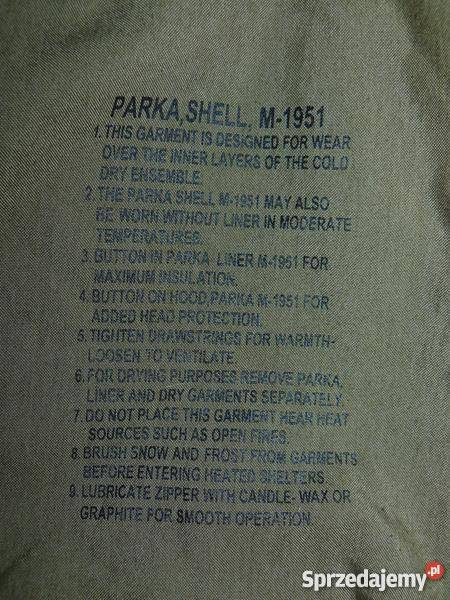 PARKA, SHELL, M-1951
1. THIS GARMENT IS DESIGNED FOR WEAR
OVER THE INNER LAYERS OF THE COLD
DRY ENSEMBLE.
2. THE PARKA SHELL M-1951 MAY ALSO
BE WORN WITHOUT LINER IN MODERATE
TEMPERATURES.
3. BUTTON IN PARKA LINER M-1951 FOR
MAXIMUM INSULATION.
4. BUTTON ON HOOD, PARKA M-1951 FOR
ADDED HEAD PROTECTION.
5. TIGHTEN DRAWSTRINGS FOR WARMTH-
LOOSEN TO VENTILATE.
6. FOR DRYING PURPOSES REMOVE PARKA,
LINER AND DRY GARMENTS SEPARATELY.
7. DO NOT PLACE THIS GARMENT HEAR HEAT
SOURCES SUCH AS OPEN FIRES.
8. BRUSH SNOW AND FROST FROM GARMENTS
BEFORE ENTERING HEATED SHELTERS
9. LUBRICATE ZIPPER WITH CANDLE- WAX OR
GRAPHITE FOR SMOOTH OPERATION.
Sprzedajemy.pl